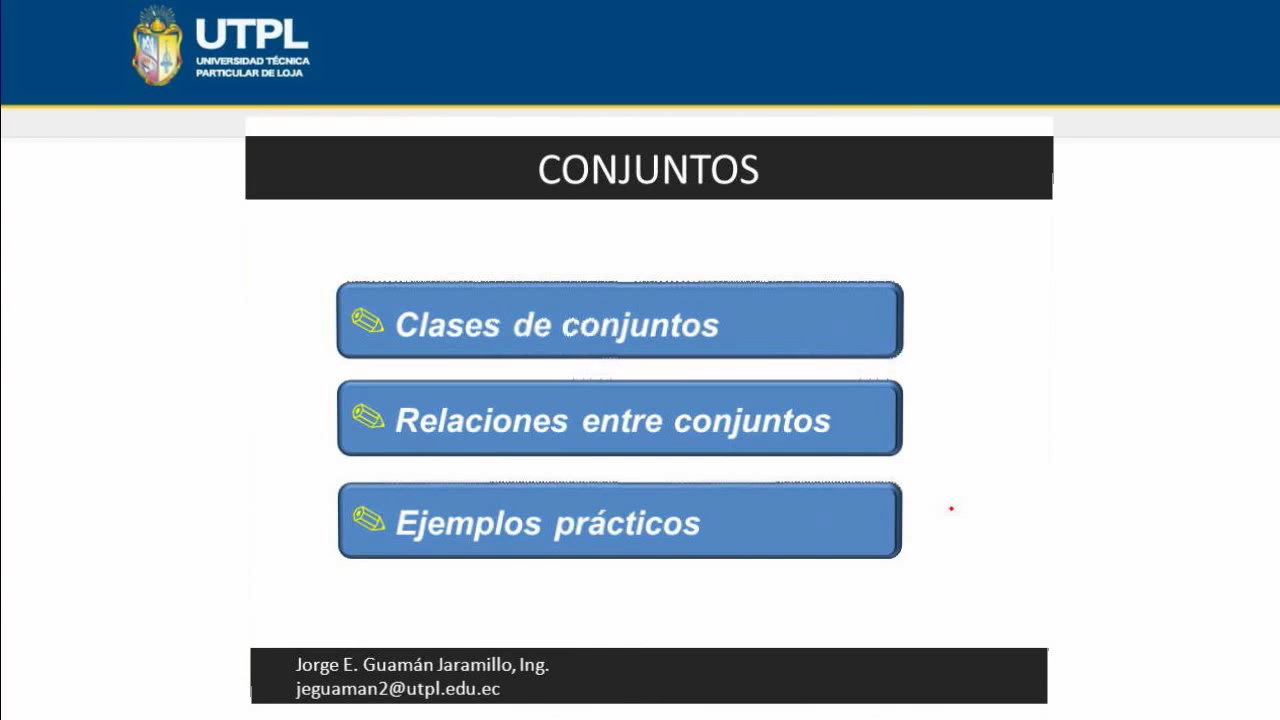 UTPL
UNIVERSIDAD TÉCNICA
PARTICULAR DE LOJA
CONJUNTOS
Clases de conjuntos
Relaciones entre conjuntos
Ejemplos prácticos
Jorge E. Guamán Jaramillo, Ing.
jeguaman2@utpl.edu.ec